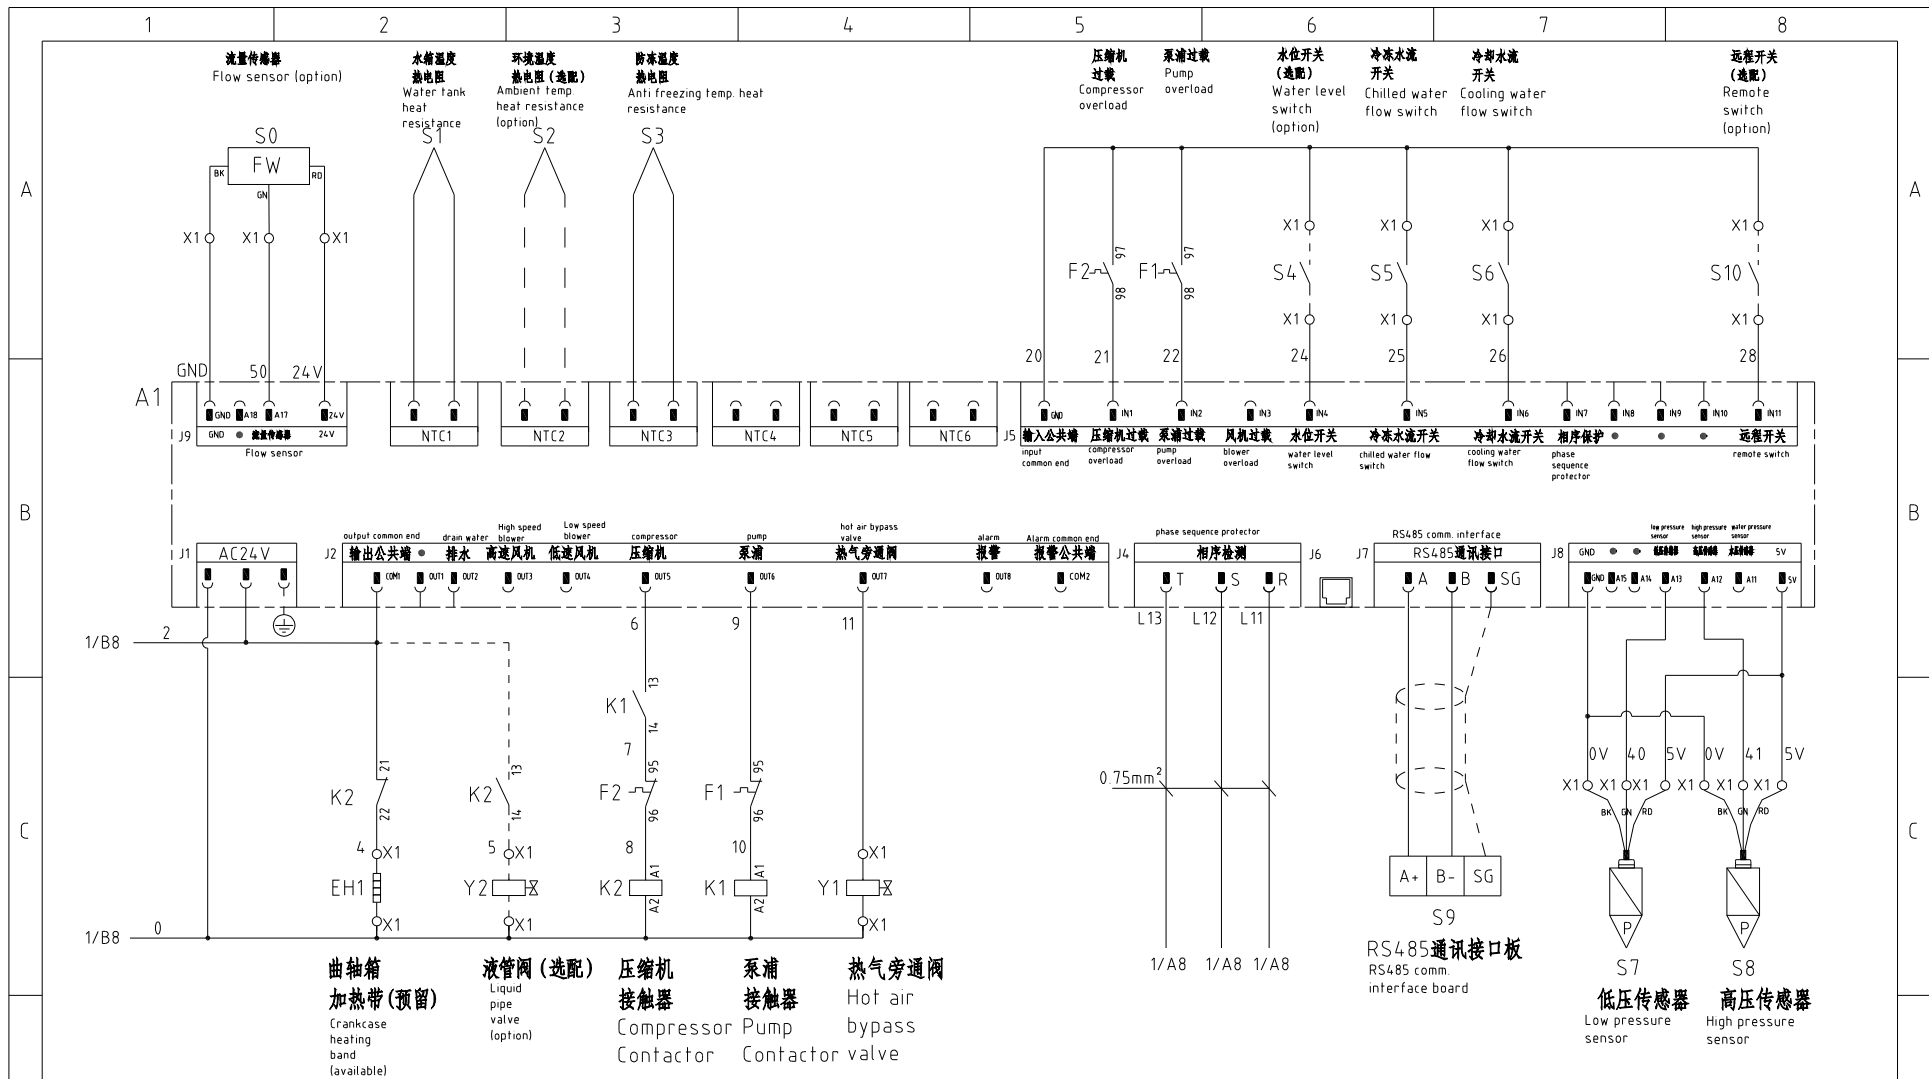 1 2 3 4 5 6 7 8
流量传感器
Flow sensor (option)
水箱温度
热电阻
Water tank
heat
resistance
环境温度
热电阻(选配)
Ambient temp.
heat resistance
(option)
防冻温度
热电阻
Anti freezing temp. heat
resistance
压缩机
过载
Compressor
overload
泵浦过载
Pump
overload
水位开关
(选配)
Water level
switch
(option)
冷冻水流
开关
Chilled water
flow switch
冷却水流
开关
Cooling water
flow switch
远程开关
(选配)
Remote
switch
(option)
S0 S1 S2 S3
FW
BK RD
GN
A A
X1 X1 X1
X1 X1 X1 X1
97 97
F2 F1 S4 S5 S6 S10
98 98
X1 X1 X1 X1
20 21 22 24 25 26 28
GND 50 24V
A1
GND A18 A17 24V
GND IN1 IN2 IN3 IN4 IN5 IN6 IN7 IN8 IN9 IN10 IN11
J9 GND 流量传感器 24V
Flow sensor
NTC1 NTC2 NTC3 NTC4 NTC5 NTC6
J5 输入公共端 压缩机过载 泵浦过载 风机过载 水位开关 冷冻水流开关 冷却水流开关 相序保护 远程开关
input
common end
compressor
overload
pump
overload
blower
overload
water level
switch
chilled water flow
switch
cooling water
flow switch
phase
sequence
protector
remote switch
B B
output common end
drain water
High speed
blower
Low speed
blower
compressor
pump
hot air bypass
valve
alarm
Alarm common end
phase sequence protector
RS485 comm. interface
low pressure
sensor
high pressure
sensor
water pressure
sensor
J1 AC24V
J2 输出公共端 排水 高速风机 低速风机 压缩机 泵浦 热气旁通阀 报警 报警公共端
J4 相序检测
J6
J7 RS485通讯接口
J8 GND 低压传感器 高压传感器 水压传感器 5V
COM1 OUT1 OUT2 OUT3 OUT4 OUT5 OUT6 OUT7 OUT8 COM2
T S R
A B SG
GND A15 A14 A13 A12 A11 5V
6 9 11
L13 L12 L11
1/B8 2
13
K1
14
7
0V 40 5V 0V 41 5V
21 13 95 95
K2 K2 F2 F1
22 14 96 96
0.75mm²
X1 X1 X1 X1 X1 X1
BK GN RD BK GN RD
C C
4 X1 5 X1 8 10 X1
A1 A1
EH1 Y2 K2 K1 Y1
A2 A2
X1 X1 X1
A+ B- SG
S9
P P
1/B8 0
1/A8 1/A8 1/A8
RS485通讯接口板
RS485 comm.
interface board
S7 S8
曲轴箱
加热带(预留)
Crankcase
heating
band
(available)
液管阀(选配)
Liquid
pipe
valve
(option)
压缩机
接触器
Compressor
Contactor
泵浦
接触器
Pump
Contactor
热气旁通阀
Hot air
bypass
valve
低压传感器
Low pressure
sensor
高压传感器
High pressure
sensor